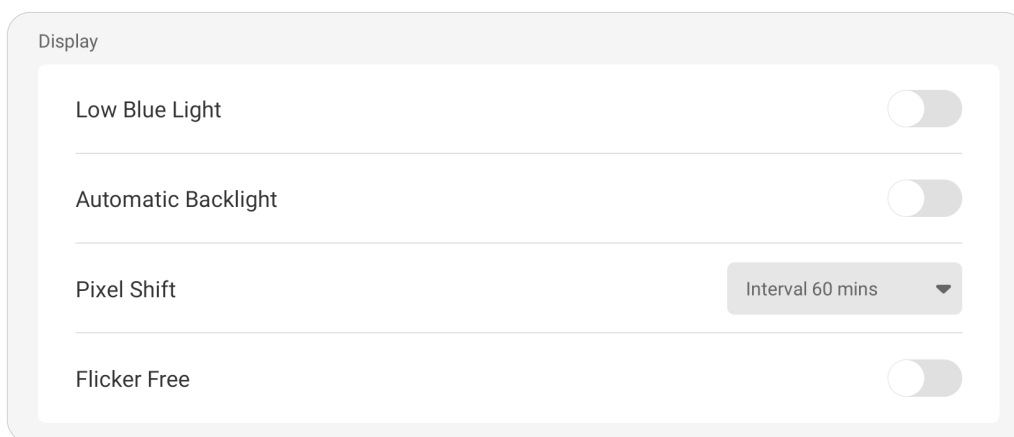 Display
Low Blue Light
Automatic Backlight
Pixel Shift
Interval 60 mins
Flicker Free